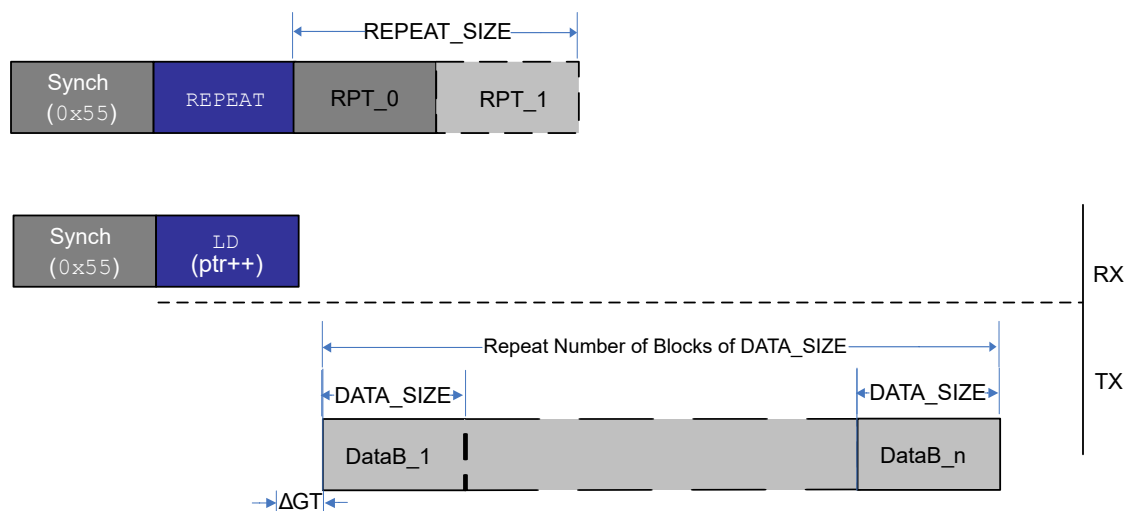 REPEAT_SIZE
Synch
(0x55)
REPEAT
RPT_0
RPT_1
Synch
(0x55)
LD
(ptr++)
RX
Repeat Number of Blocks of DATA_SIZE
TX
DATA_SIZE
DATA_SIZE
DataB_1
DataB_n
ΔGT